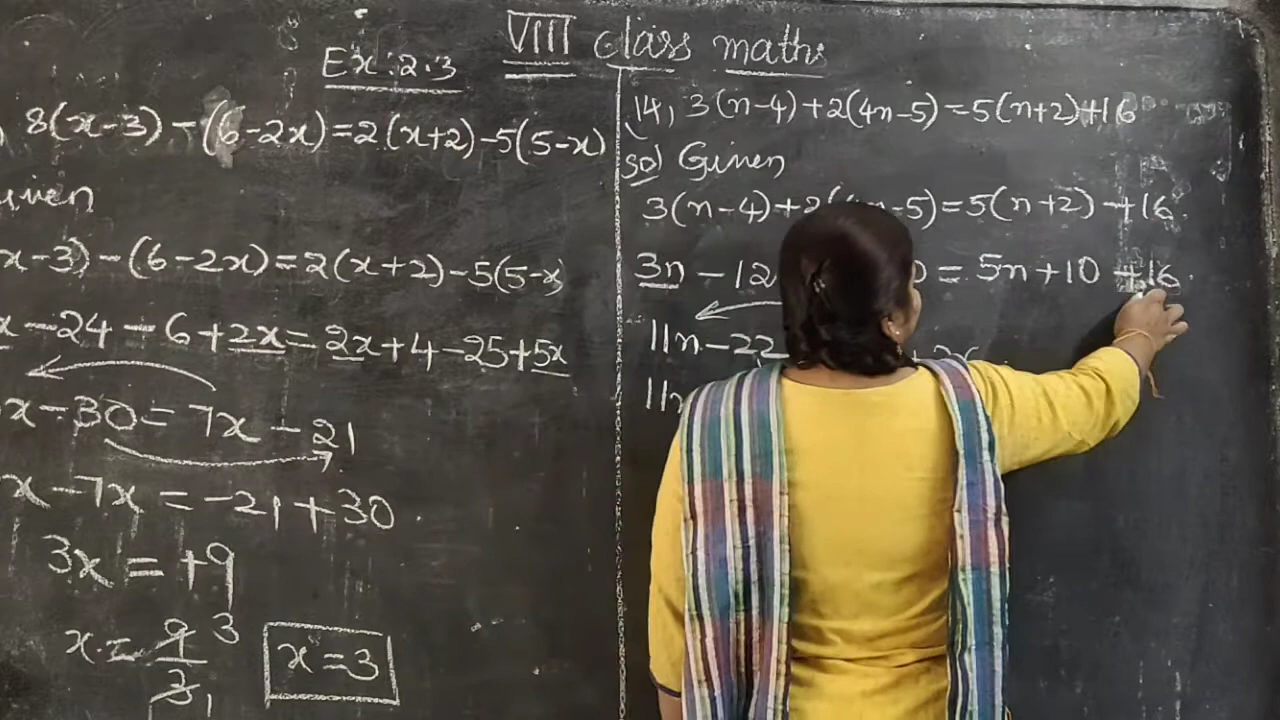 VIII class maths
Ex: 2.3
8(x-3) - (6-2x) = 2(x+2) - 5(5-x)
x-3) - (6-2x) = 2(x+2) - 5(5-x
x - 24 - 6 + 2x = 2x + 4 - 25 + 5x
x - 30 = 7x - 21
x - 7x = -21 + 30
3x = +9
x = 9/3 3 1
x = 3
14, 3(n-4) + 2(4n-5) = 5(n+2) + 16
sol Given
3(n-4) + 2( n-5) = 5(n+2) + 16.
3n - 12 0 = 5n + 10 + 16.
11n - 22
11n